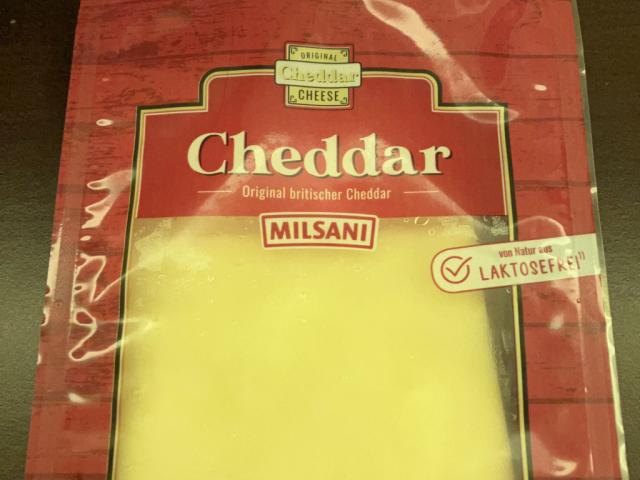 ORIGINAL
Cheddar
CHEESE
Cheddar
Original britischer Cheddar
MILSANI
von Natur aus
LAKTOSEFREI¹⁾